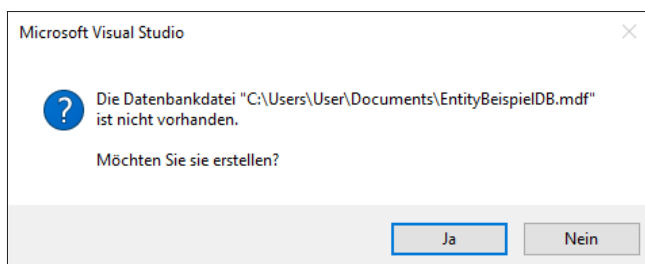 Microsoft Visual Studio
Die Datenbankdatei "C:\Users\User\Documents\EntityBeispielDB.mdf"
ist nicht vorhanden.
Möchten Sie sie erstellen?
Ja
Nein